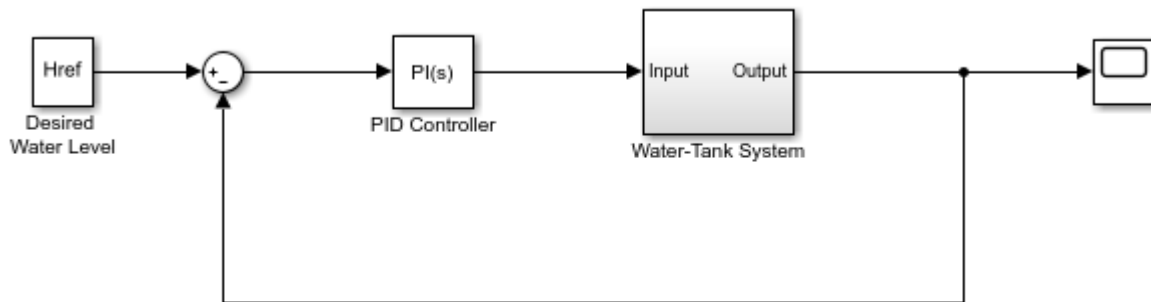 Href
Desired
Water Level
+
−
PI(s)
PID Controller
Input
Output
Water-Tank System